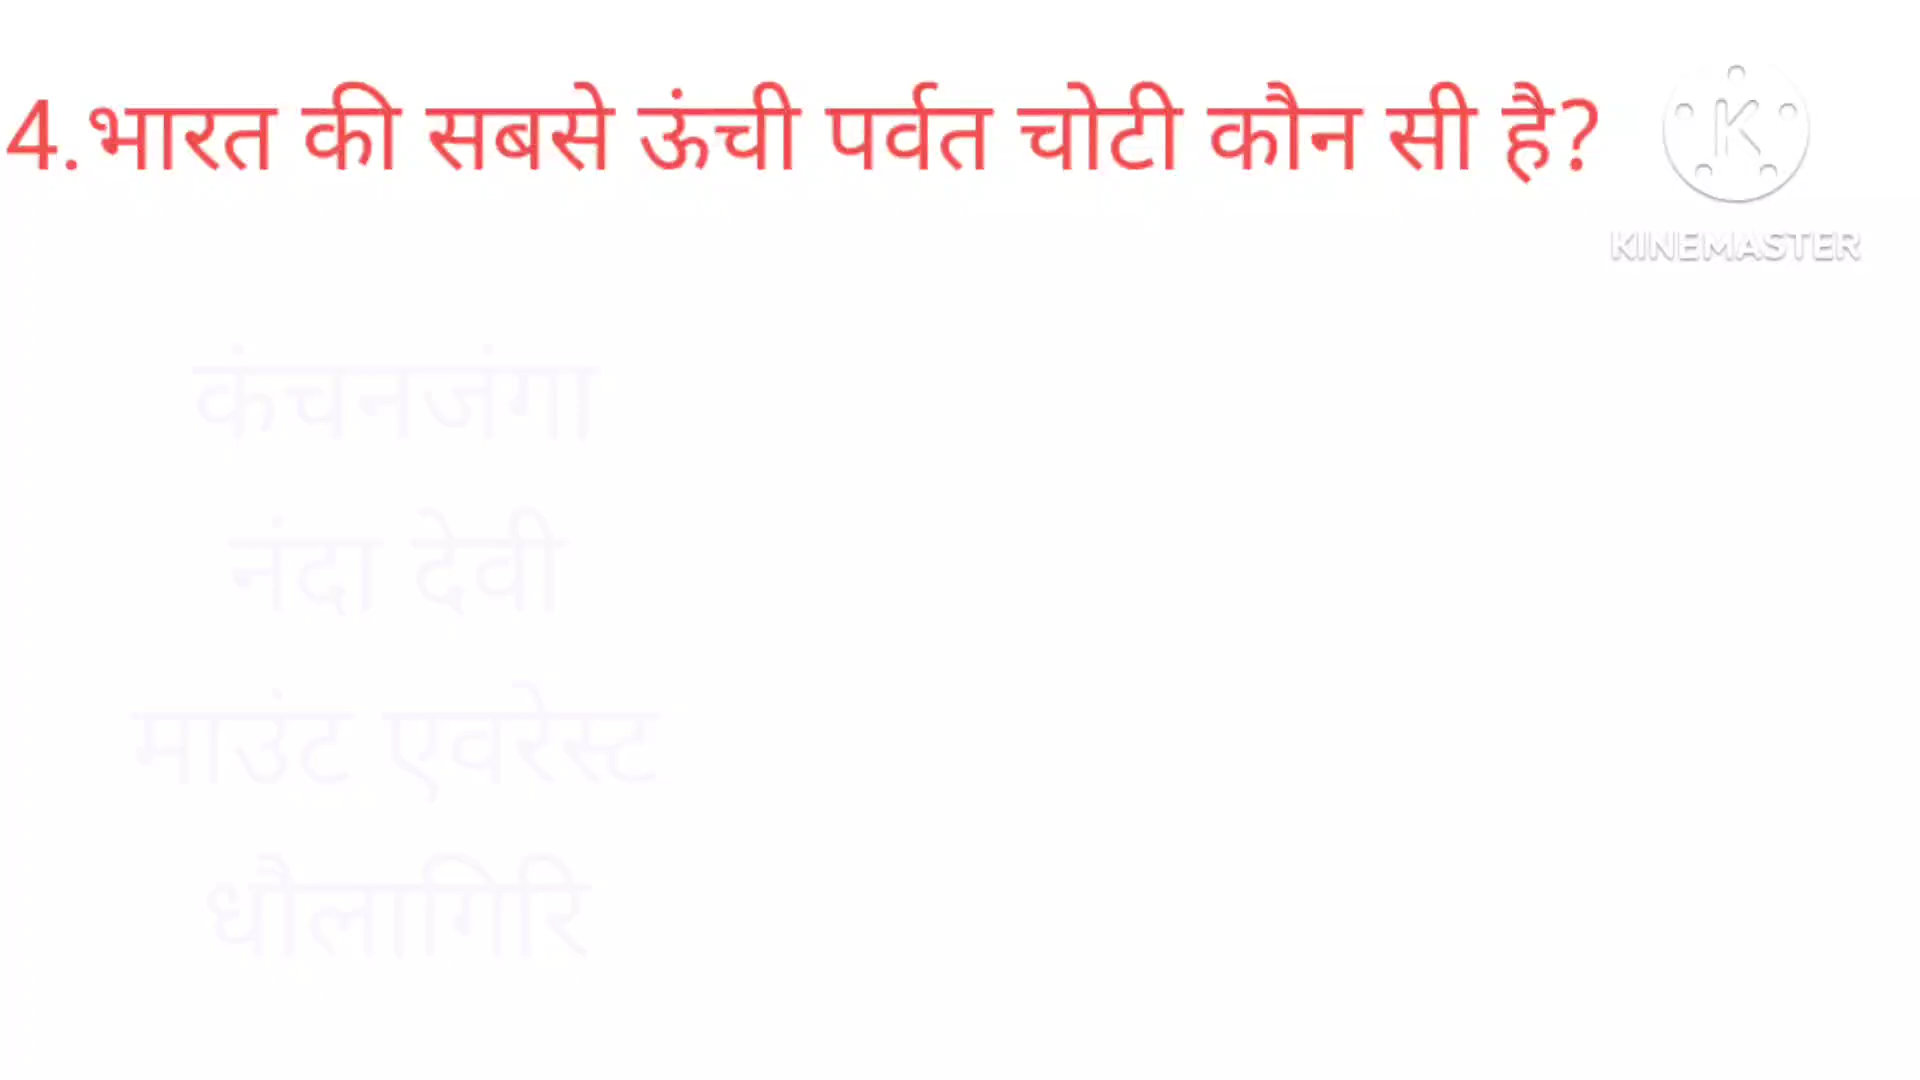 4.भारत की सबसे ऊंची पर्वत चोटी कौन सी है?
K
KINEMASTER
कंचनजंगा
नंदा देवी
माउंट एवरेस्ट
धौलागिरि